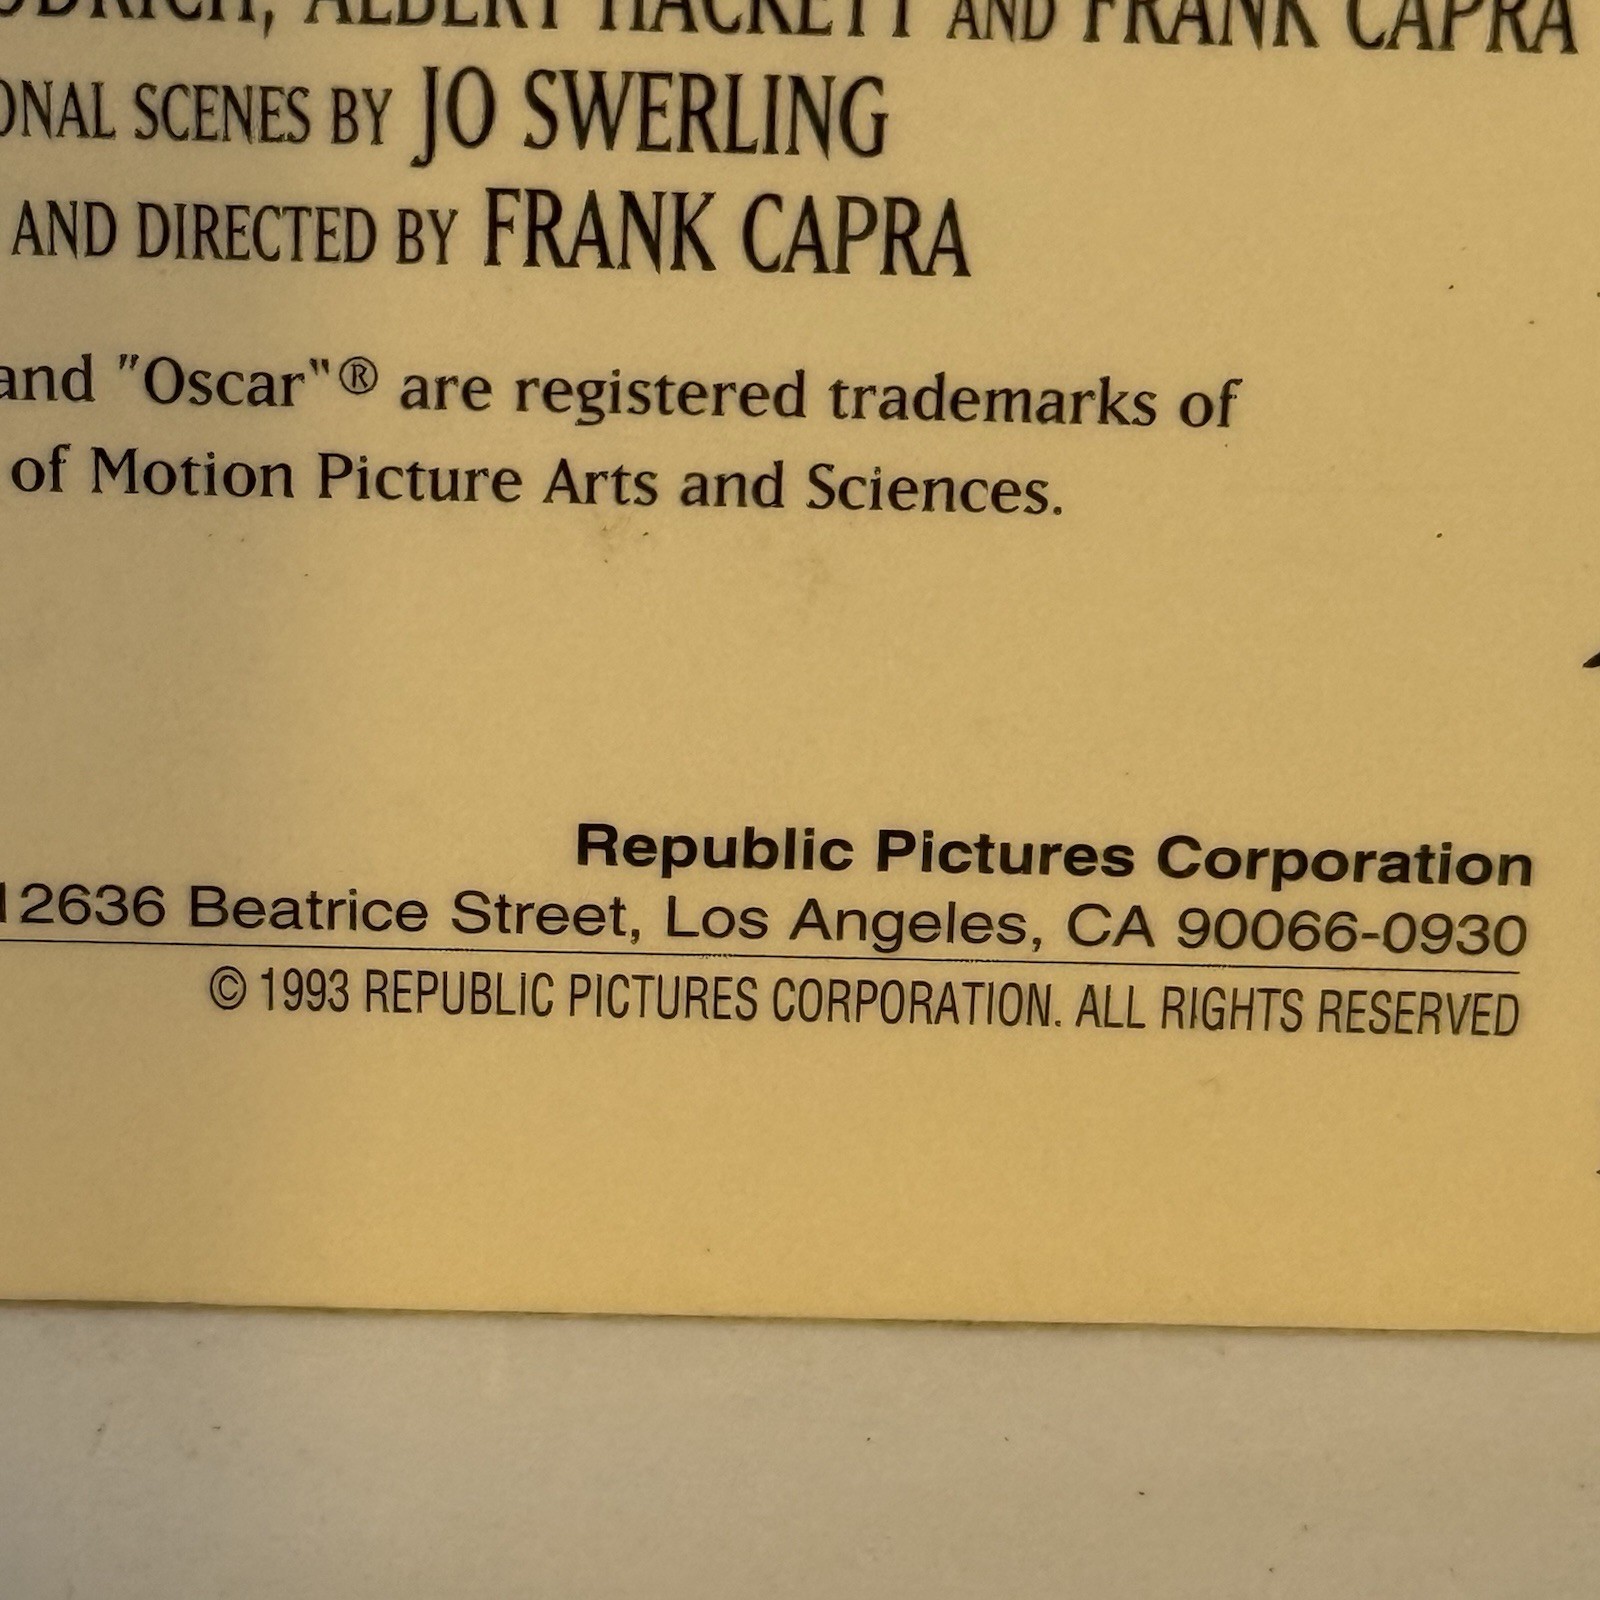 ALBERT HACKETT AND FRANK CAPRA
SCENES BY JO SWERLING
AND DIRECTED BY FRANK CAPRA
and "Oscar"® are registered trademarks of
of Motion Picture Arts and Sciences.
Republic Pictures Corporation
12636 Beatrice Street, Los Angeles, CA 90066-0930
© 1993 REPUBLIC PICTURES CORPORATION. ALL RIGHTS RESERVED